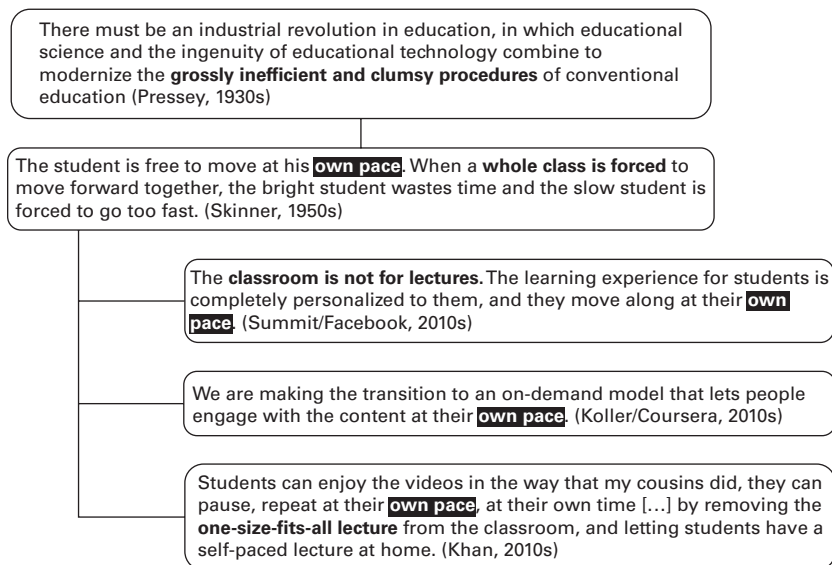 There must be an industrial revolution in education, in which educational
science and the ingenuity of educational technology combine to
modernize the grossly inefficient and clumsy procedures of conventional
education (Pressey, 1930s)
The student is free to move at his own pace. When a whole class is forced to
move forward together, the bright student wastes time and the slow student is
forced to go too fast. (Skinner, 1950s)
The classroom is not for lectures. The learning experience for students is
completely personalized to them, and they move along at their own
pace. (Summit/Facebook, 2010s)
We are making the transition to an on-demand model that lets people
engage with the content at their own pace. (Koller/Coursera, 2010s)
Students can enjoy the videos in the way that my cousins did, they can
pause, repeat at their own pace, at their own time […] by removing the
one-size-fits-all lecture from the classroom, and letting students have a
self-paced lecture at home. (Khan, 2010s)